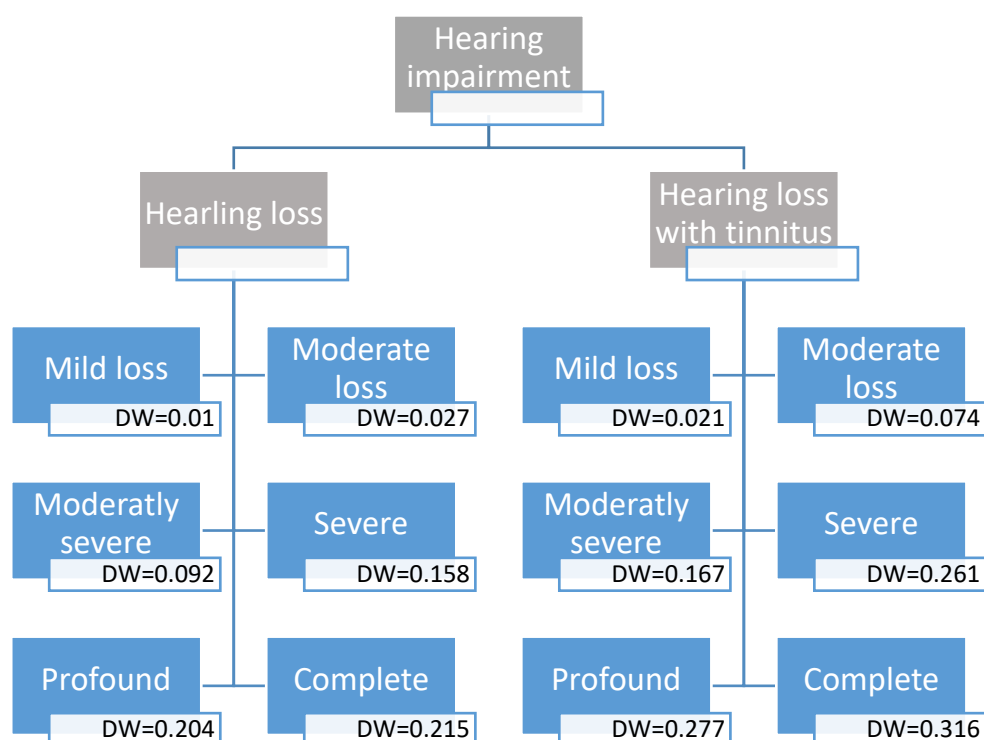 Hearing
impairment
Hearling loss
Hearing loss
with tinnitus
Mild loss
DW=0.01
Moderate
loss
DW=0.027
Moderatly
severe
DW=0.092
Severe
DW=0.158
Profound
DW=0.204
Complete
DW=0.215
Mild loss
DW=0.021
Moderate
loss
DW=0.074
Moderatly
severe
DW=0.167
Severe
DW=0.261
Profound
DW=0.277
Complete
DW=0.316